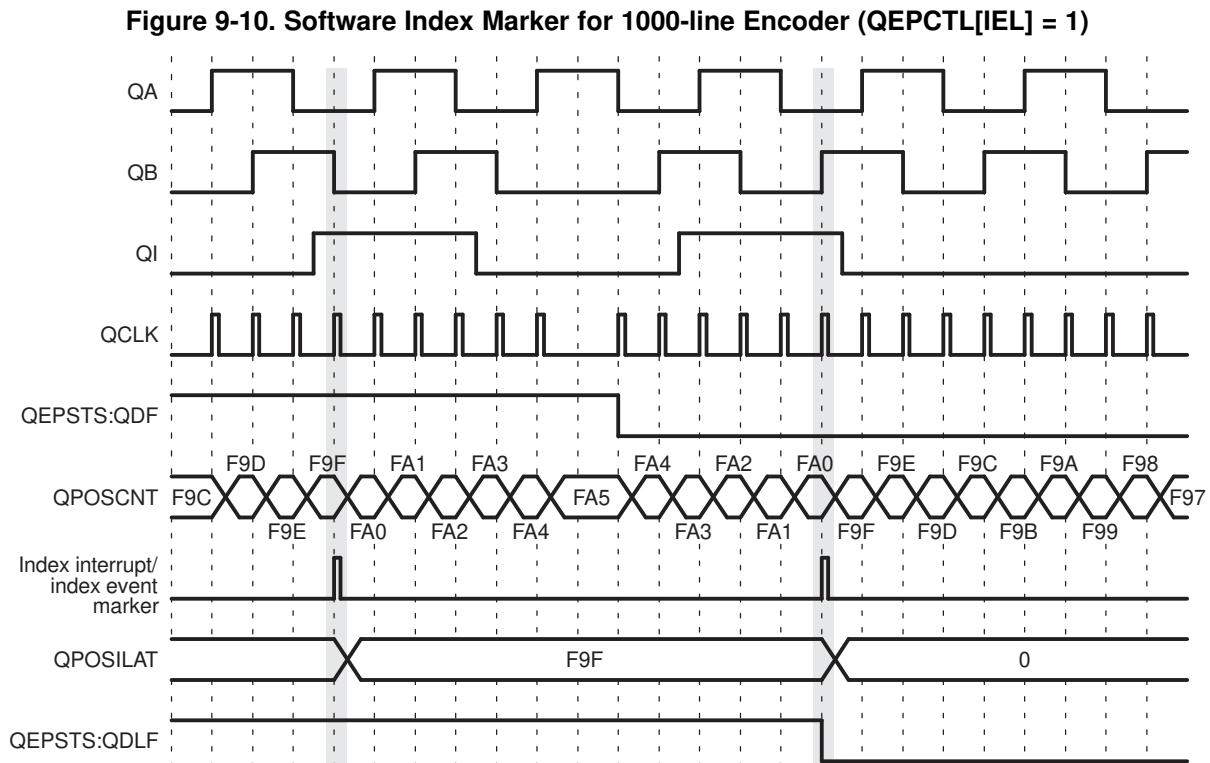 Figure 9-10. Software Index Marker for 1000-line Encoder (QEPCTL[IEL] = 1)
QA
QB
QI
QCLK
QEPSTS:QDF
F9D F9F FA1 FA3 FA4 FA2 FA0 F9E F9C F9A F98
QPOSCNT F9C FA5 F97
F9E FA0 FA2 FA4 FA3 FA1 F9F F9D F9B F99
Index interrupt/
index event
marker
QPOSILAT F9F 0
QEPSTS:QDLF